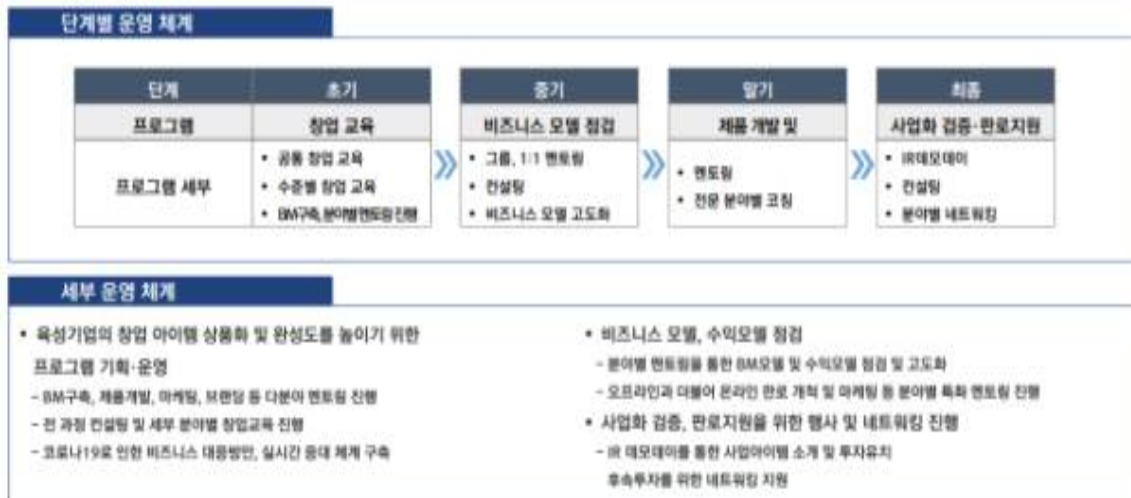 단계별 운영 체계
단계 초기 중기 말기 최종
프로그램 창업 교육 비즈니스 모델 점검 제품 개발 및 사업화 검증·판로지원
프로그램 세부
• 공통 창업 교육
• 수준별 창업 교육
• BM구축, 분야별 멘토링 진행
• 그룹, 1:1 멘토링
• 컨설팅
• 비즈니스 모델 고도화
• 멘토링
• 전문 분야별 코칭
• IR데모데이
• 컨설팅
• 분야별 네트워킹
세부 운영 체계
• 육성기업의 창업 아이템 상품화 및 완성도를 높이기 위한
프로그램 기획·운영
- BM구축, 제품개발, 마케팅, 브랜딩 등 다분야 멘토링 진행
- 전 과정 컨설팅 및 세부 분야별 창업교육 진행
- 코로나19로 인한 비즈니스 대응방안, 실시간 응대 체계 구축
• 비즈니스 모델, 수익모델 점검
- 분야별 멘토링을 통한 BM모델 및 수익모델 점검 및 고도화
- 오프라인과 더불어 온라인 판로 개척 및 마케팅 등 분야별 특화 멘토링 진행
• 사업화 검증, 판로지원을 위한 행사 및 네트워킹 진행
- IR 데모데이를 통한 사업아이템 소개 및 투자유치
후속투자를 위한 네트워킹 지원